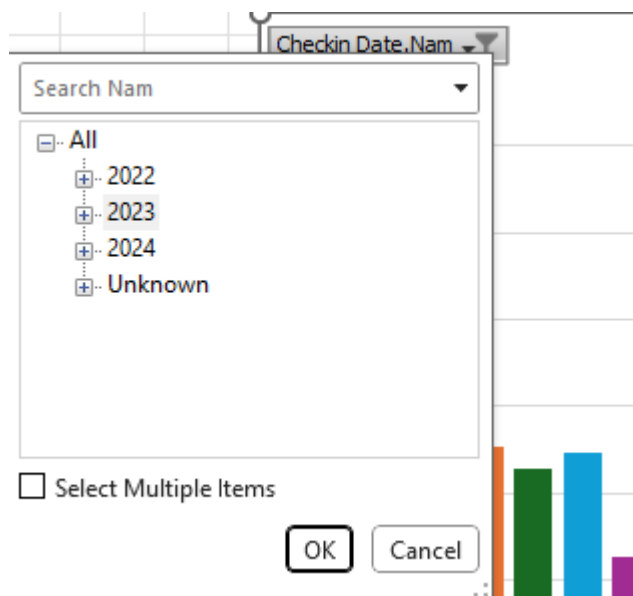 Checkin Date.Nam
Search Nam
All
2022
2023
2024
Unknown
Select Multiple Items
OK
Cancel